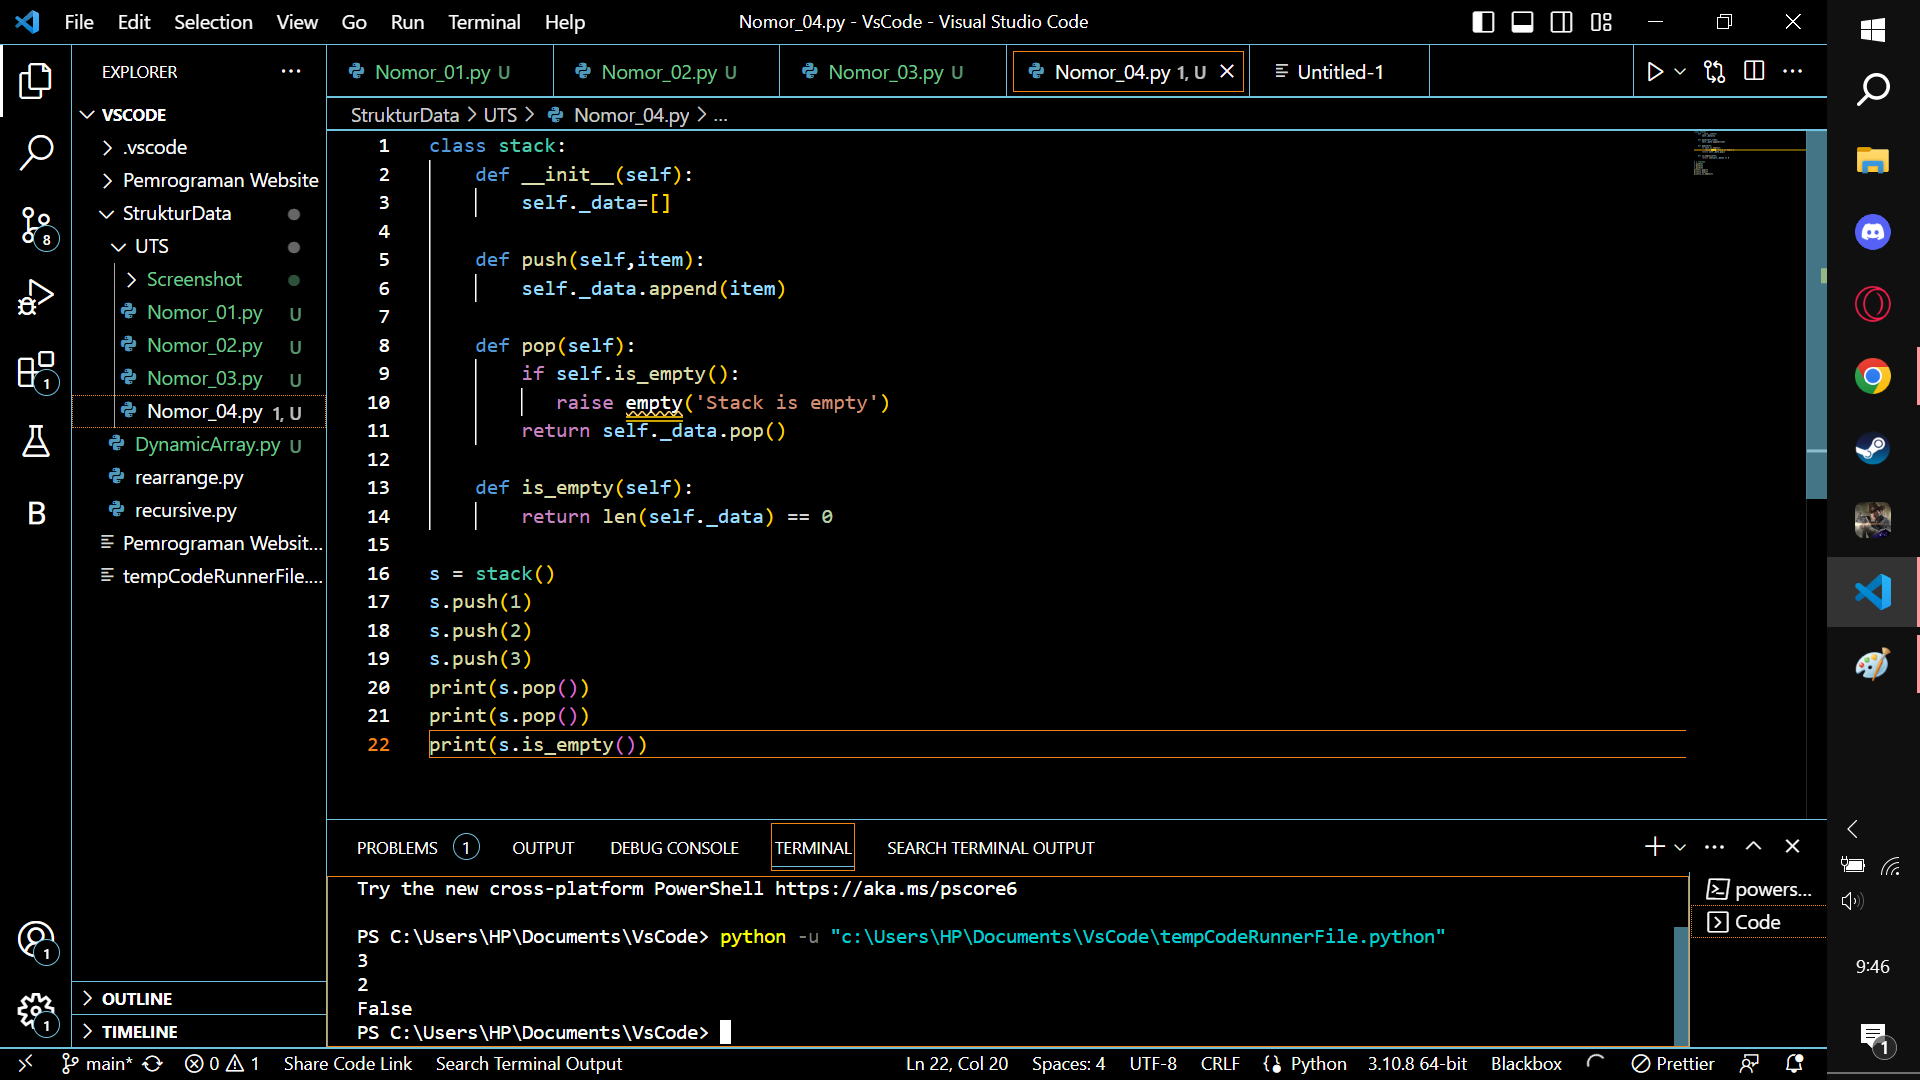 File Edit Selection View Go Run Terminal Help
Nomor_04.py - VsCode - Visual Studio Code
EXPLORER
VSCODE
.vscode
Pemrograman Website
StrukturData
UTS
Screenshot
Nomor_01.py U
Nomor_02.py U
Nomor_03.py U
Nomor_04.py 1, U
DynamicArray.py U
rearrange.py
recursive.py
Pemrograman Websit...
tempCodeRunnerFile....
OUTLINE
TIMELINE
8
1
B
1
1
Nomor_01.py U
Nomor_02.py U
Nomor_03.py U
Nomor_04.py 1, U
Untitled-1
StrukturData > UTS > Nomor_04.py > ...
1 class stack:
2     def __init__(self):
3         self._data=[]
4
5     def push(self,item):
6         self._data.append(item)
7
8     def pop(self):
9         if self.is_empty():
10            raise empty('Stack is empty')
11        return self._data.pop()
12
13    def is_empty(self):
14        return len(self._data) == 0
15
16 s = stack()
17 s.push(1)
18 s.push(2)
19 s.push(3)
20 print(s.pop())
21 print(s.pop())
22 print(s.is_empty())
PROBLEMS 1 OUTPUT DEBUG CONSOLE TERMINAL SEARCH TERMINAL OUTPUT
Try the new cross-platform PowerShell https://aka.ms/pscore6
PS C:\Users\HP\Documents\VsCode> python -u "c:\Users\HP\Documents\VsCode\tempCodeRunnerFile.python"
3
2
False
PS C:\Users\HP\Documents\VsCode>
powers...
Code
9:46
1
main* 0 1 Share Code Link Search Terminal Output
Ln 22, Col 20 Spaces: 4 UTF-8 CRLF Python 3.10.8 64-bit Blackbox Prettier